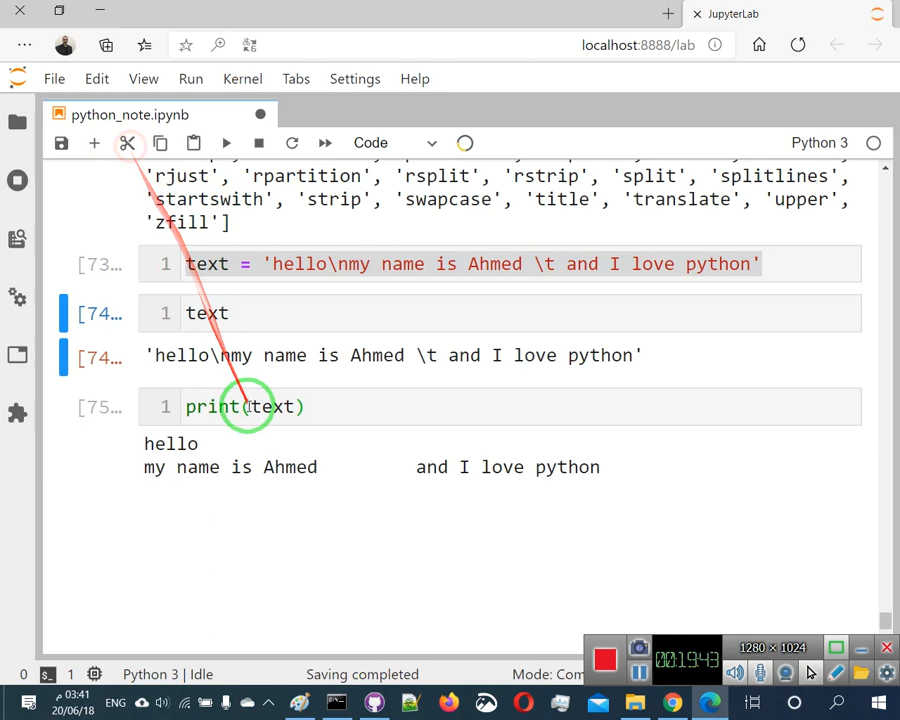 JupyterLab
localhost:8888/lab
File Edit View Run Kernel Tabs Settings Help
python_note.ipynb
Code
Python 3
'rjust', 'rpartition', 'rsplit', 'rstrip', 'split', 'splitlines',
'startswith', 'strip', 'swapcase', 'title', 'translate', 'upper',
'zfill']
[73… 1 text = 'hello\nmy name is Ahmed \t and I love python'
[74… 1 text
[74… 'hello\nmy name is Ahmed \t and I love python'
[75… 1 print(text)
hello
my name is Ahmed and I love python
1280 × 1024
00:19:43
0 1 Python 3 | Idle Saving completed Mode: Com
03:41 م
ENG
20/06/18